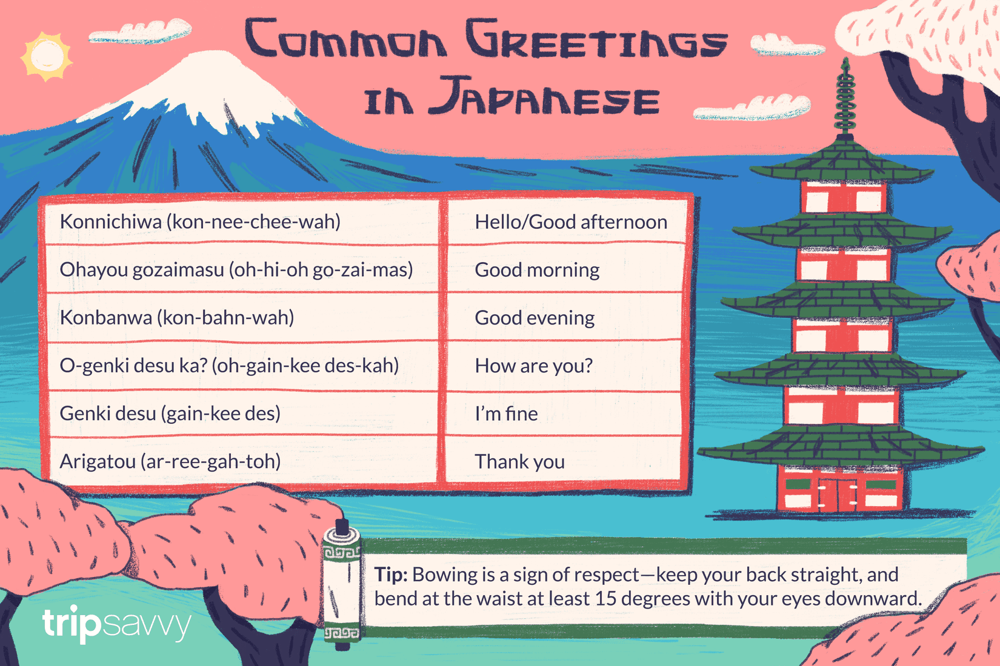 Common Greetings
in Japanese
Konnichiwa (kon-nee-chee-wah)
Hello/Good afternoon
Ohayou gozaimasu (oh-hi-oh go-zai-mas)
Good morning
Konbanwa (kon-bahn-wah)
Good evening
O-genki desu ka? (oh-gain-kee des-kah)
How are you?
Genki desu (gain-kee des)
I’m fine
Arigatou (ar-ree-gah-toh)
Thank you
Tip: Bowing is a sign of respect—keep your back straight, and
bend at the waist at least 15 degrees with your eyes downward.
tripsavvy